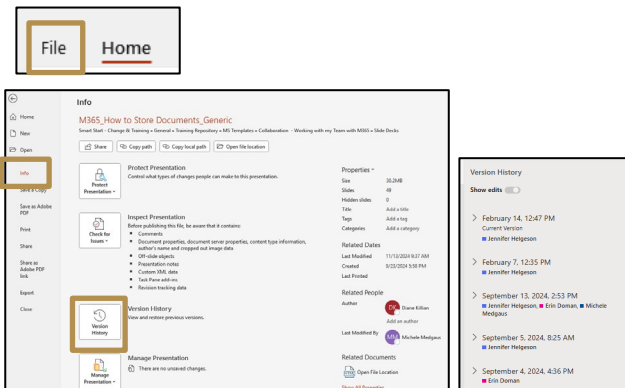 File Home
Info
M365_How to Store Documents_Generic
Smart Start - Change & Training » General » Training Repository » MS Templates » Collaboration - Working with my Team with M365 » Slide Decks
Home
New
Open
Info
Save a Copy
Save as Adobe
PDF
Print
Share
Share as
Adobe PDF
link
Export
Close
Share Copy path Copy local path Open file location
Protect
Presentation
Protect Presentation
Control what types of changes people can make to this presentation.
Check for
Issues
Inspect Presentation
Before publishing this file, be aware that it contains:
Comments
Document properties, document server properties, content type information,
author's name and cropped out image data
Off-slide objects
Presentation notes
Custom XML data
Task Pane add-ins
Revision tracking data
Version
History
Version History
View and restore previous versions.
Manage
Presentation
Manage Presentation
There are no unsaved changes.
Properties
Size 30.2MB
Slides 49
Hidden slides 0
Title Add a title
Tags Add a tag
Categories Add a category
Related Dates
Last Modified 11/13/2024 9:37 AM
Created 9/23/2024 5:56 PM
Last Printed
Related People
Author
DK Diane Killian
Add an author
Last Modified By
MM Michele Medgaus
Related Documents
Open File Location
Show All Properties
Version History
Show edits
February 14, 12:47 PM
Current Version
Jennifer Helgeson
February 7, 12:35 PM
Jennifer Helgeson
September 13, 2024, 2:53 PM
Jennifer Helgeson, Erin Doman, Michele
Medgaus
September 5, 2024, 8:25 AM
Jennifer Helgeson
September 4, 2024, 4:36 PM
Erin Doman